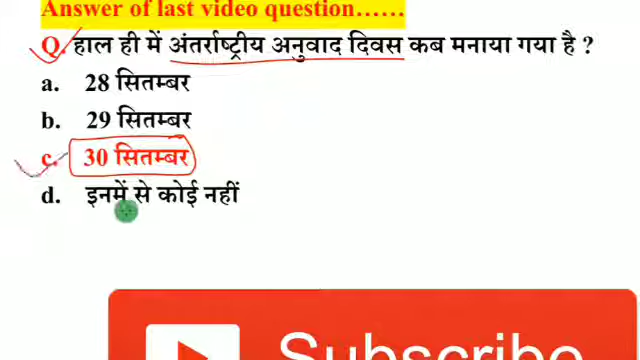 Answer of last video question……
Q. हाल ही में अंतर्राष्ट्रीय अनुवाद दिवस कब मनाया गया है ?
a. 28 सितम्बर
b. 29 सितम्बर
c. 30 सितम्बर
d. इनमें से कोई नहीं
Subscribe